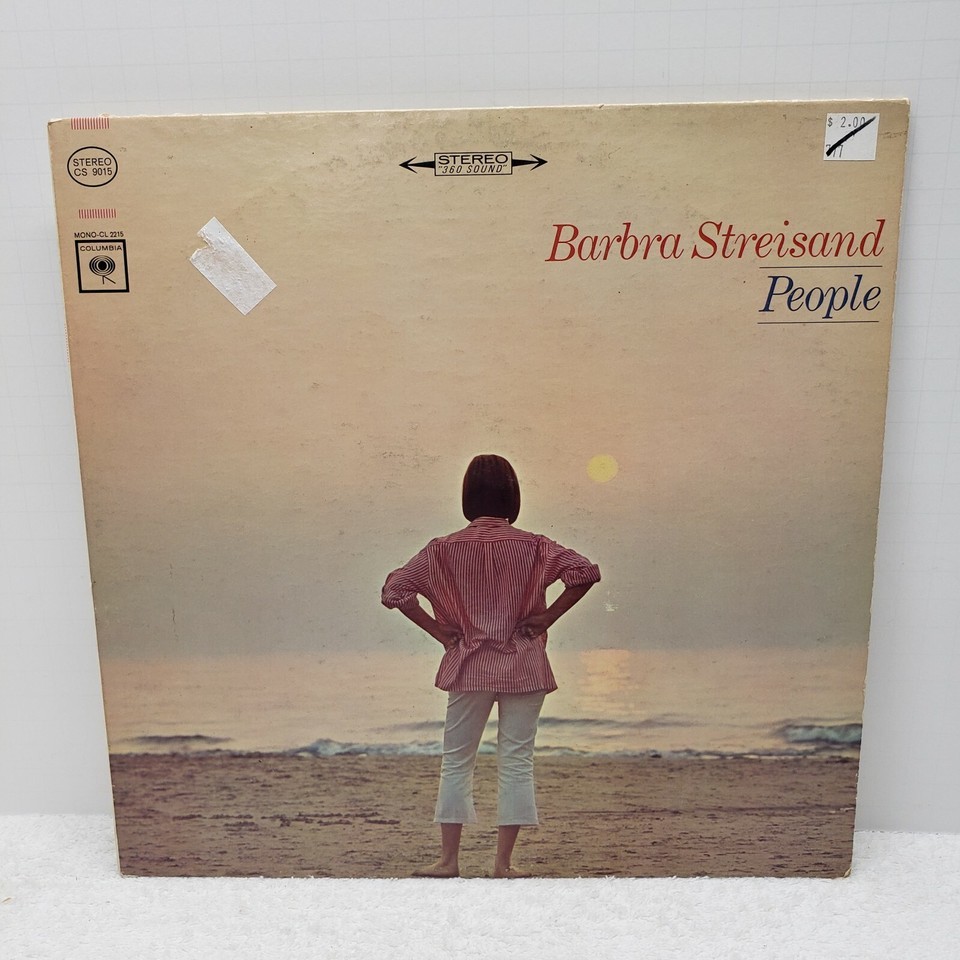 STEREO
CS 9015
MONO-CL 2215
COLUMBIA
STEREO
"360 SOUND"
$ 2.00
Barbra Streisand
People